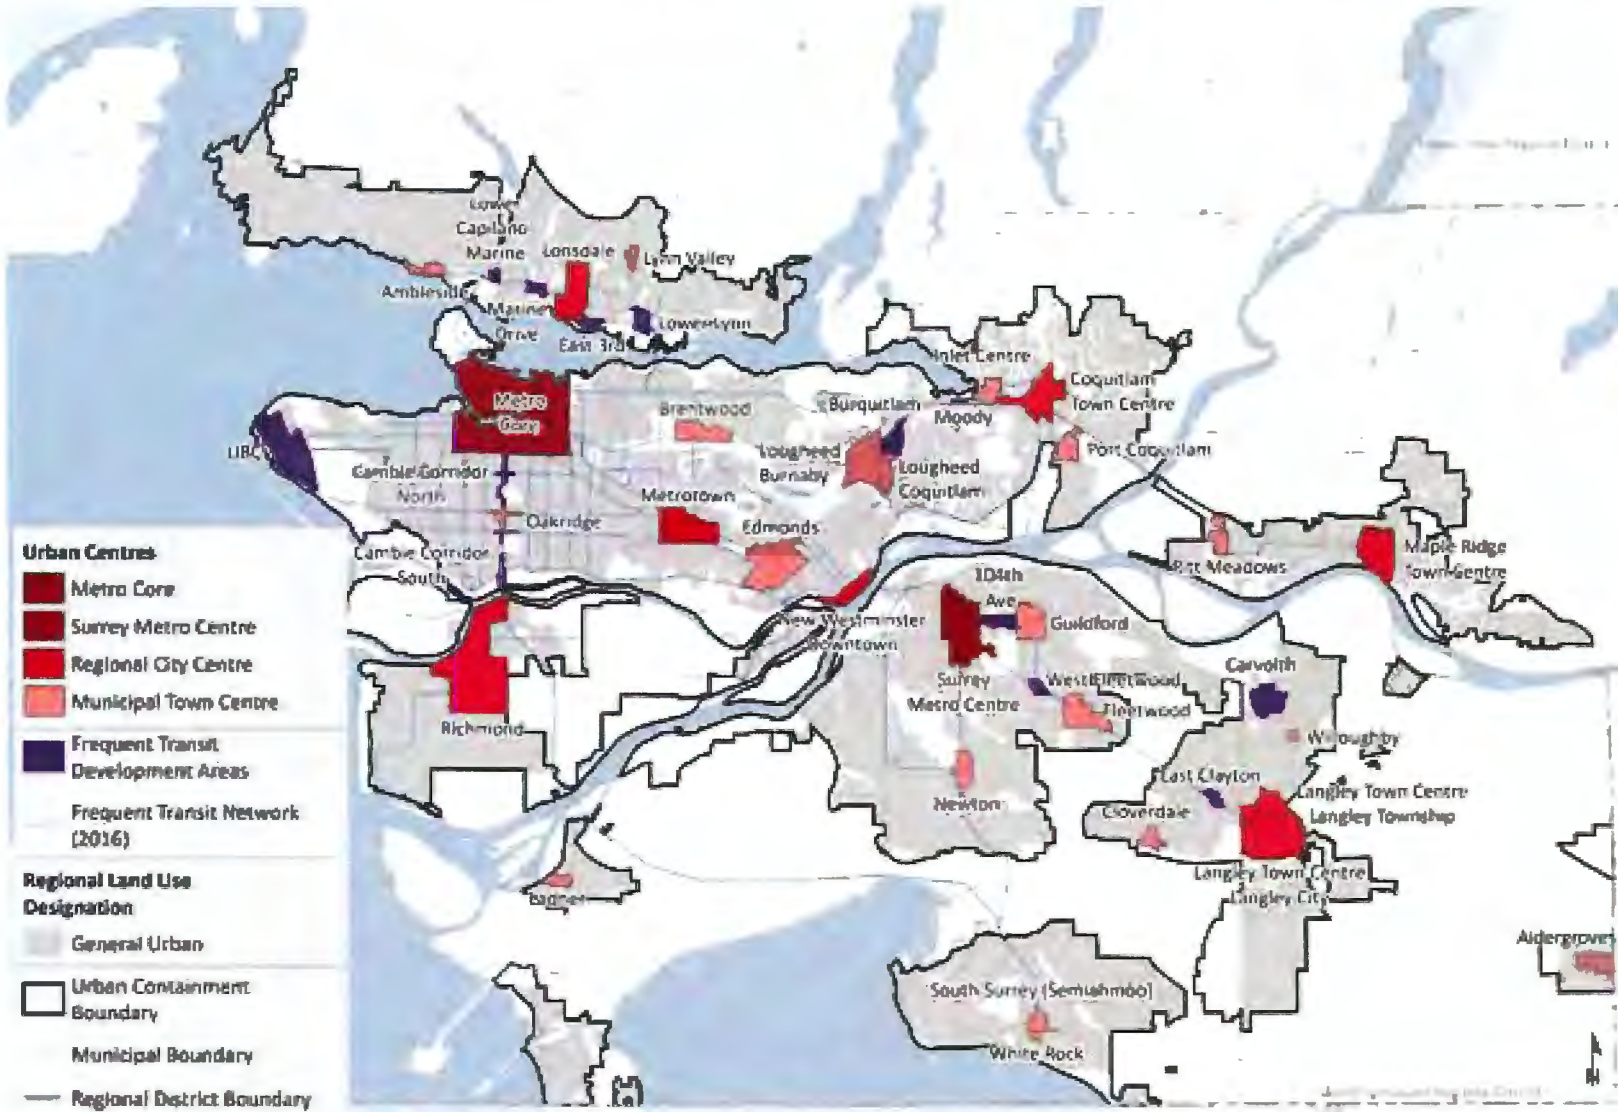 Lower
Capilano
Marine
Lonsdale
Lynn Valley
Ambleside
Marine
Drive
East 3rd
Lower Lynn
Inlet Centre
Coquitlam
Town Centre
Moody
Burquitlam
Port Coquitlam
Metro
Core
Brentwood
Lougheed
Burnaby
Lougheed
Coquitlam
UBC
Cambie Corridor
North
Oakridge
Metrotown
Edmonds
Cambie Corridor
South
Pitt Meadows
Maple Ridge
Town Centre
104th
Ave
Guildford
New Westminster
Downtown
Surrey
Metro Centre
West Fleetwood
Fleetwood
Carvolth
Willoughby
Richmond
Newton
East Clayton
Cloverdale
Langley Town Centre
Langley Township
Langley Town Centre
Langley City
Ladner
Aldergrove
South Surrey (Semiahmoo)
White Rock
N
Urban Centres
Metro Core
Surrey Metro Centre
Regional City Centre
Municipal Town Centre
Frequent Transit
Development Areas
Frequent Transit Network
(2016)
Regional Land Use
Designation
General Urban
Urban Containment
Boundary
Municipal Boundary
Regional District Boundary